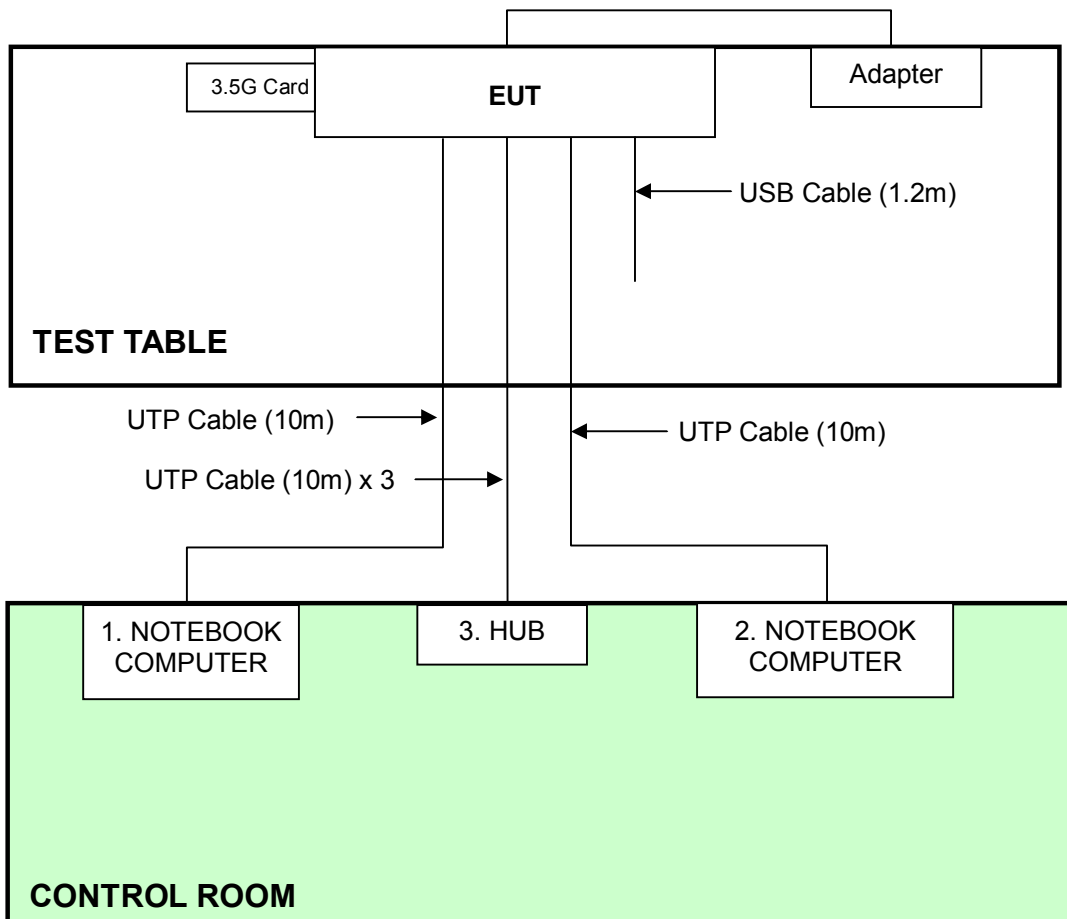 3.5G Card
EUT
Adapter
USB Cable (1.2m)
TEST TABLE
UTP Cable (10m)
UTP Cable (10m)
UTP Cable (10m) x 3
1. NOTEBOOK
COMPUTER
3. HUB
2. NOTEBOOK
COMPUTER
CONTROL ROOM